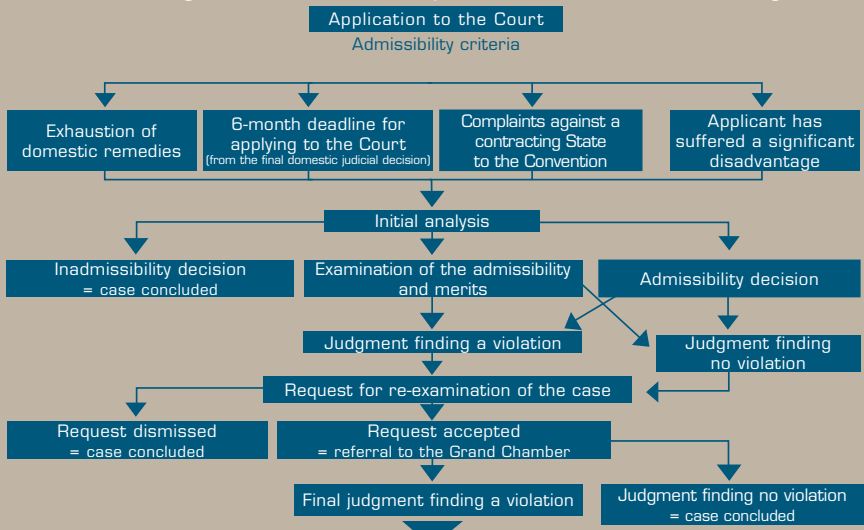 Application to the Court
Admissibility criteria
Exhaustion of
domestic remedies
6-month deadline for
applying to the Court
(from the final domestic judicial decision)
Complaints against a
contracting State
to the Convention
Applicant has
suffered a significant
disadvantage
Initial analysis
Inadmissibility decision
= case concluded
Examination of the admissibility
and merits
Admissibility decision
Judgment finding a violation
Judgment finding
no violation
Request for re-examination of the case
Request dismissed
= case concluded
Request accepted
= referral to the Grand Chamber
Final judgment finding a violation
Judgment finding no violation
= case concluded